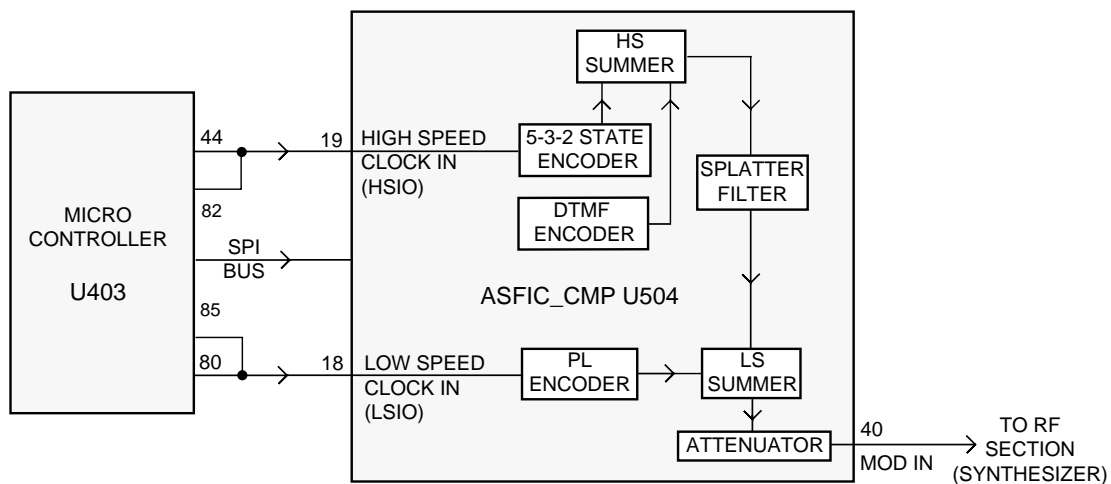 HS
SUMMER
44
19
HIGH SPEED
CLOCK IN
(HSIO)
5-3-2 STATE
ENCODER
SPLATTER
FILTER
82
MICRO
CONTROLLER
U403
DTMF
ENCODER
SPI
BUS
ASFIC_CMP U504
85
80
18
LOW SPEED
CLOCK IN
(LSIO)
PL
ENCODER
LS
SUMMER
ATTENUATOR
40
MOD IN
TO RF
SECTION
(SYNTHESIZER)